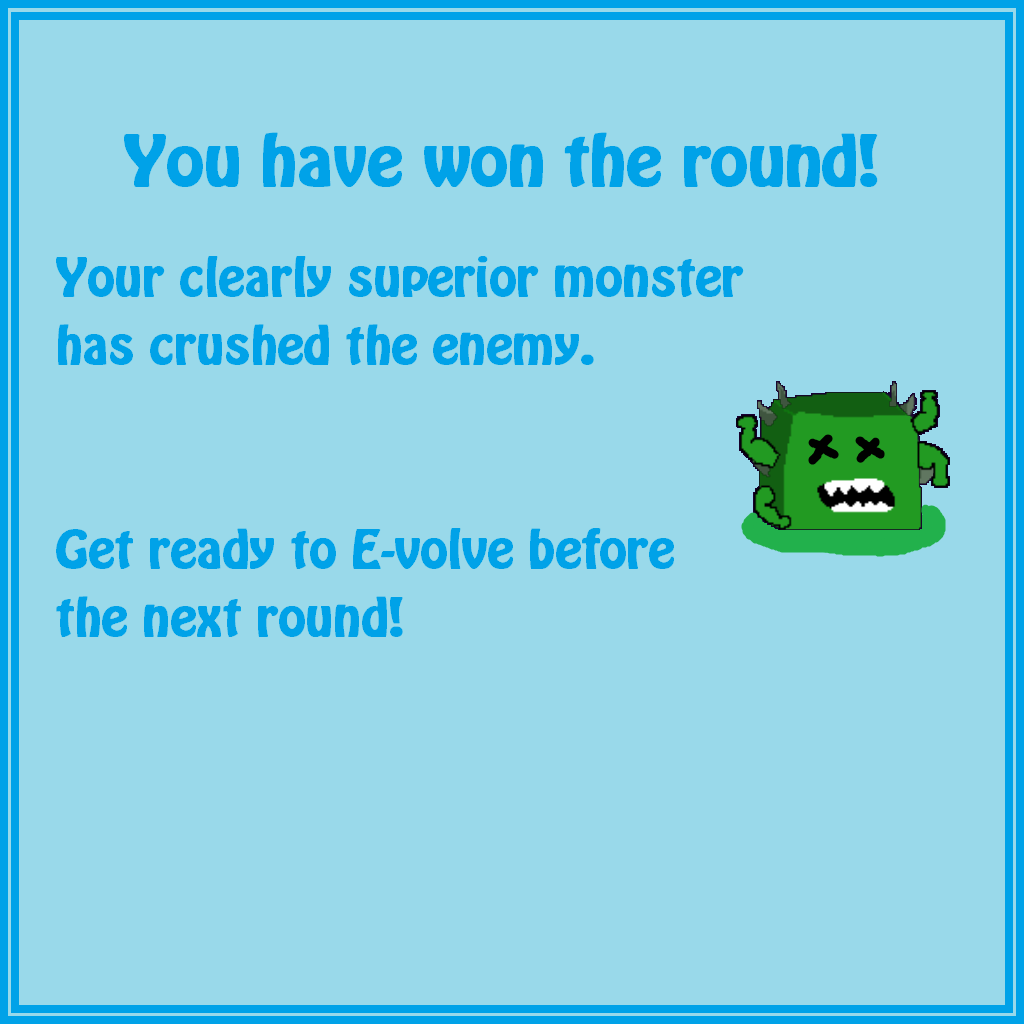 You have won the round!
Your clearly superior monster
has crushed the enemy.
Get ready to E-volve before
the next round!